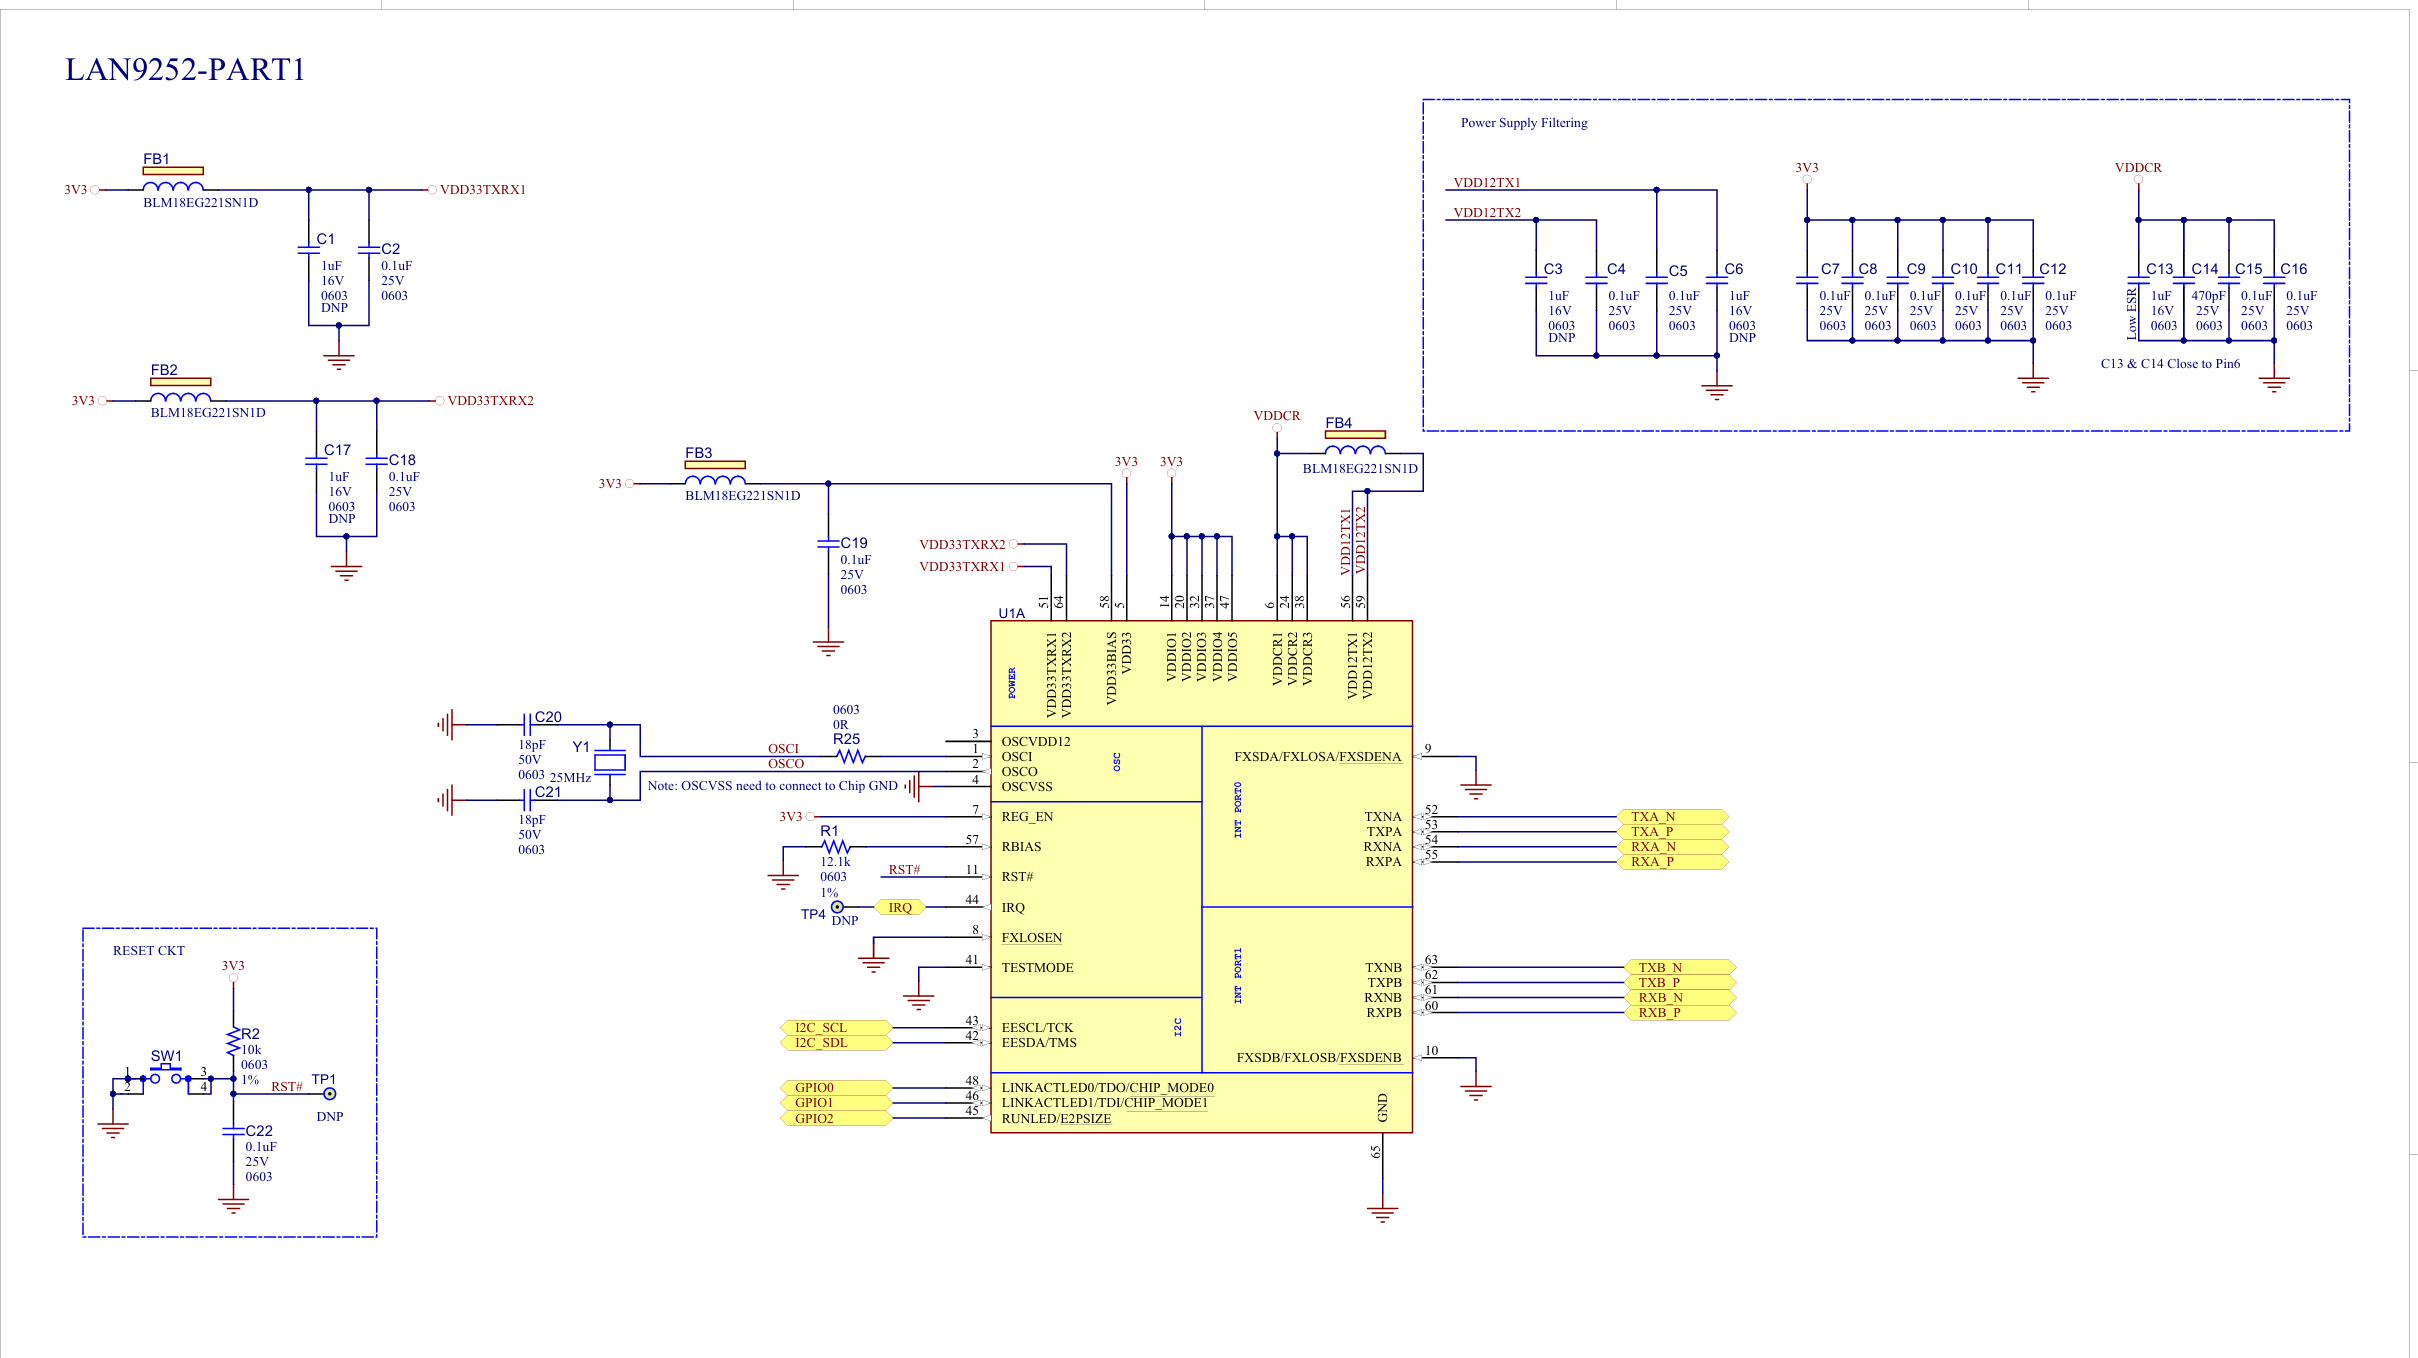 LAN9252-PART1
Power Supply Filtering
FB1
3V3
BLM18EG221SN1D
VDD33TXRX1
C1
1uF
16V
0603
DNP
C2
0.1uF
25V
0603
FB2
3V3
BLM18EG221SN1D
VDD33TXRX2
C17
1uF
16V
0603
DNP
C18
0.1uF
25V
0603
VDD12TX1
VDD12TX2
C3
1uF
16V
0603
DNP
C4
0.1uF
25V
0603
C5
0.1uF
25V
0603
C6
1uF
16V
0603
DNP
3V3
C7
0.1uF
25V
0603
C8
0.1uF
25V
0603
C9
0.1uF
25V
0603
C10
0.1uF
25V
0603
C11
0.1uF
25V
0603
C12
0.1uF
25V
0603
VDDCR
Low ESR
C13
1uF
16V
0603
C14
470pF
25V
0603
C15
0.1uF
25V
0603
C16
0.1uF
25V
0603
C13 & C14 Close to Pin6
FB3
3V3
BLM18EG221SN1D
C19
0.1uF
25V
0603
VDD33TXRX2
VDD33TXRX1
3V3
3V3
VDDCR
FB4
BLM18EG221SN1D
VDD12TX1
VDD12TX2
U1A
51
64
58
5
14
20
32
37
47
6
24
38
56
59
POWER
VDD33TXRX1
VDD33TXRX2
VDD33BIAS
VDD33
VDDIO1
VDDIO2
VDDIO3
VDDIO4
VDDIO5
VDDCR1
VDDCR2
VDDCR3
VDD12TX1
VDD12TX2
C20
18pF
50V
0603
Y1
25MHz
C21
18pF
50V
0603
0603
0R
R25
OSCI
OSCO
Note: OSCVSS need to connect to Chip GND
3 OSCVDD12
1 OSCI
2 OSCO
4 OSCVSS
OSC
3V3
7 REG_EN
R1
12.1k
0603
1%
57 RBIAS
RST#
11 RST#
TP4
DNP
IRQ
44 IRQ
8 FXLOSEN
41 TESTMODE
I2C_SCL
43 EESCL/TCK
I2C_SDL
42 EESDA/TMS
I2C
GPIO0
48 LINKACTLED0/TDO/CHIP_MODE0
GPIO1
46 LINKACTLED1/TDI/CHIP_MODE1
GPIO2
45 RUNLED/E2PSIZE
INT PORT0
FXSDA/FXLOSA/FXSDENA 9
TXNA 52 TXA_N
TXPA 53 TXA_P
RXNA 54 RXA_N
RXPA 55 RXA_P
INT PORT1
TXNB 63 TXB_N
TXPB 62 TXB_P
RXNB 61 RXB_N
RXPB 60 RXB_P
FXSDB/FXLOSB/FXSDENB 10
GND
65
RESET CKT
3V3
R2
10k
0603
1%
SW1
1
2
3
4
RST#
TP1
DNP
C22
0.1uF
25V
0603